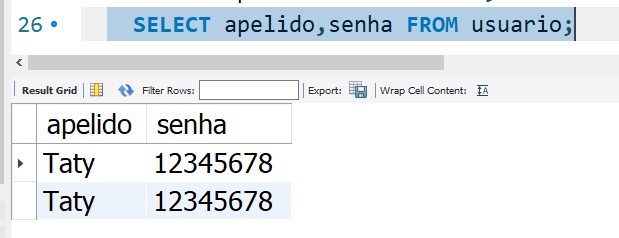 26 SELECT apelido,senha FROM usuario;
Result Grid Filter Rows: Export: Wrap Cell Content: IA
apelido senha
Taty 12345678
Taty 12345678